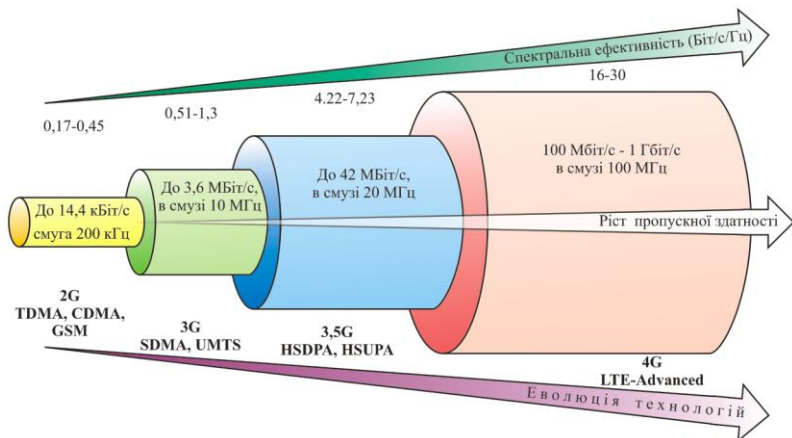 Спектральна ефективність (Біт/с/Гц)
0,17-0,45
0,51-1,3
4.22-7,23
16-30
До 14,4 кБіт/с
смуга 200 кГц
До 3,6 МБіт/с,
в смузі 10 МГц
До 42 МБіт/с,
в смузі 20 МГц
100 Мбіт/с - 1 Гбіт/с
в смузі 100 МГц
Ріст пропускної здатності
2G
TDMA, CDMA,
GSM
3G
SDMA, UMTS
3,5G
HSDPA, HSUPA
4G
LTE-Advanced
Еволюція технологій